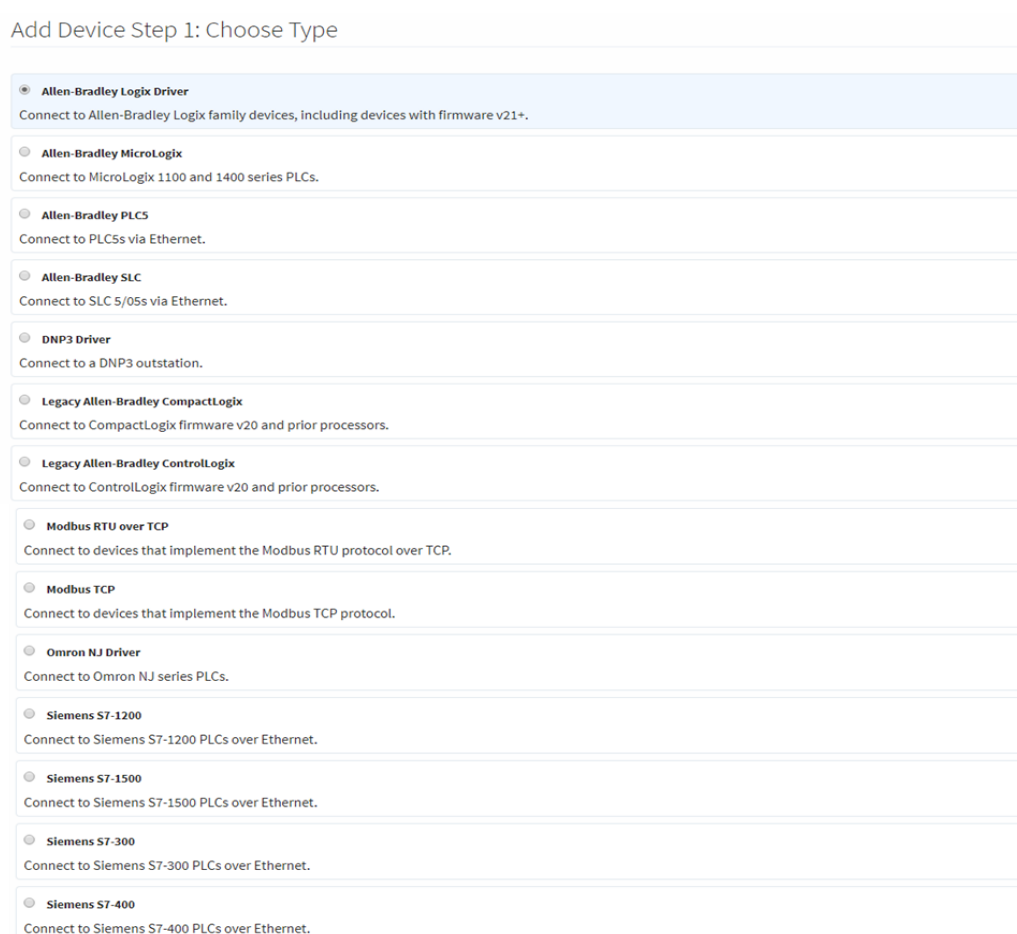 Add Device Step 1: Choose Type
Allen-Bradley Logix Driver
Connect to Allen-Bradley Logix family devices, including devices with firmware v21+.
Allen-Bradley MicroLogix
Connect to MicroLogix 1100 and 1400 series PLCs.
Allen-Bradley PLC5
Connect to PLC5s via Ethernet.
Allen-Bradley SLC
Connect to SLC 5/05s via Ethernet.
DNP3 Driver
Connect to a DNP3 outstation.
Legacy Allen-Bradley CompactLogix
Connect to CompactLogix firmware v20 and prior processors.
Legacy Allen-Bradley ControlLogix
Connect to ControlLogix firmware v20 and prior processors.
Modbus RTU over TCP
Connect to devices that implement the Modbus RTU protocol over TCP.
Modbus TCP
Connect to devices that implement the Modbus TCP protocol.
Omron NJ Driver
Connect to Omron NJ series PLCs.
Siemens S7-1200
Connect to Siemens S7-1200 PLCs over Ethernet.
Siemens S7-1500
Connect to Siemens S7-1500 PLCs over Ethernet.
Siemens S7-300
Connect to Siemens S7-300 PLCs over Ethernet.
Siemens S7-400
Connect to Siemens S7-400 PLCs over Ethernet.